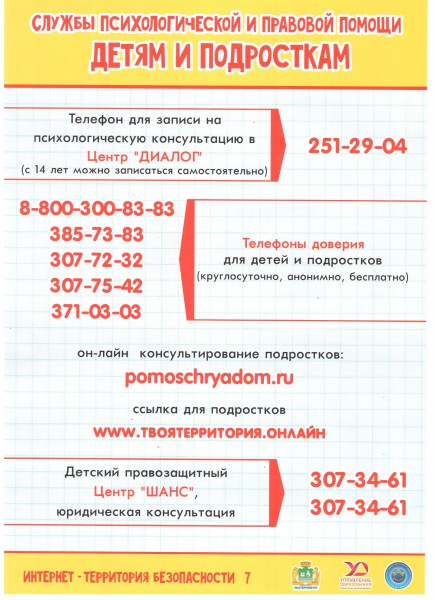 СЛУЖБЫ ПСИХОЛОГИЧЕСКОЙ И ПРАВОВОЙ ПОМОЩИ
ДЕТЯМ И ПОДРОСТКАМ
Телефон для записи на
психологическую консультацию в
Центр "ДИАЛОГ"
(с 14 лет можно записаться самостоятельно)
251-29-04
8-800-300-83-83
385-73-83
307-72-32
307-75-42
371-03-03
Телефоны доверия
для детей и подростков
(круглосуточно, анонимно, бесплатно)
он-лайн консультирование подростков:
pomoschryadom.ru
ссылка для подростков
WWW.ТВОЯТЕРРИТОРИЯ.ОНЛАЙН
Детский правозащитный
Центр "ШАНС",
юридическая консультация
307-34-61
307-34-61
ИНТЕРНЕТ - ТЕРРИТОРИЯ БЕЗОПАСНОСТИ 7
УПРАВЛЕНИЕ
ОБРАЗОВАНИЯ